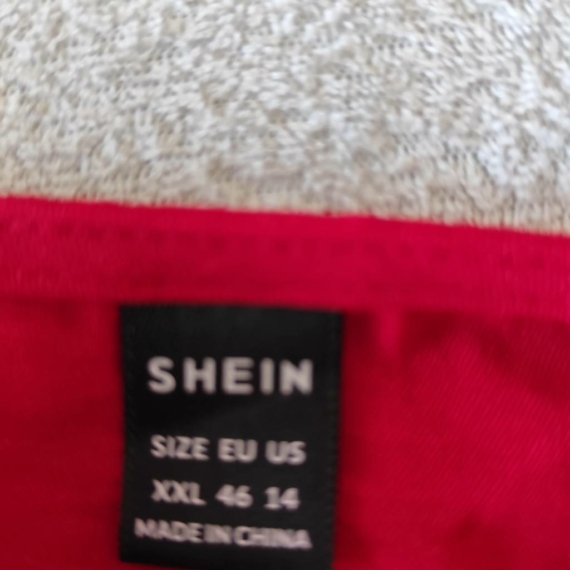 SHEIN
SIZE EU US
XXL 46 14
MADE IN CHINA